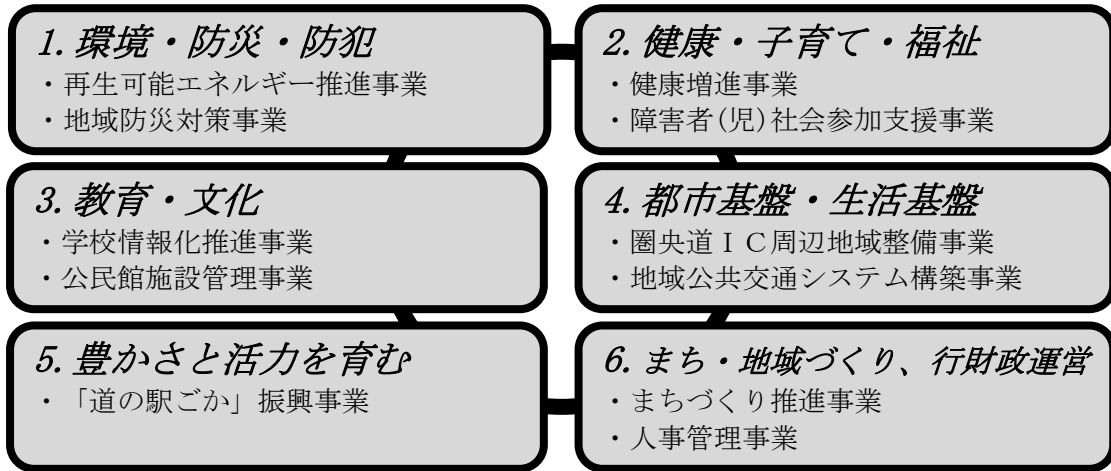 1. 環境・防災・防犯
・再生可能エネルギー推進事業
・地域防災対策事業
2. 健康・子育て・福祉
・健康増進事業
・障害者(児)社会参加支援事業
3. 教育・文化
・学校情報化推進事業
・公民館施設管理事業
4. 都市基盤・生活基盤
・圏央道ＩＣ周辺地域整備事業
・地域公共交通システム構築事業
5. 豊かさと活力を育む
・「道の駅ごか」振興事業
6. まち・地域づくり、行財政運営
・まちづくり推進事業
・人事管理事業